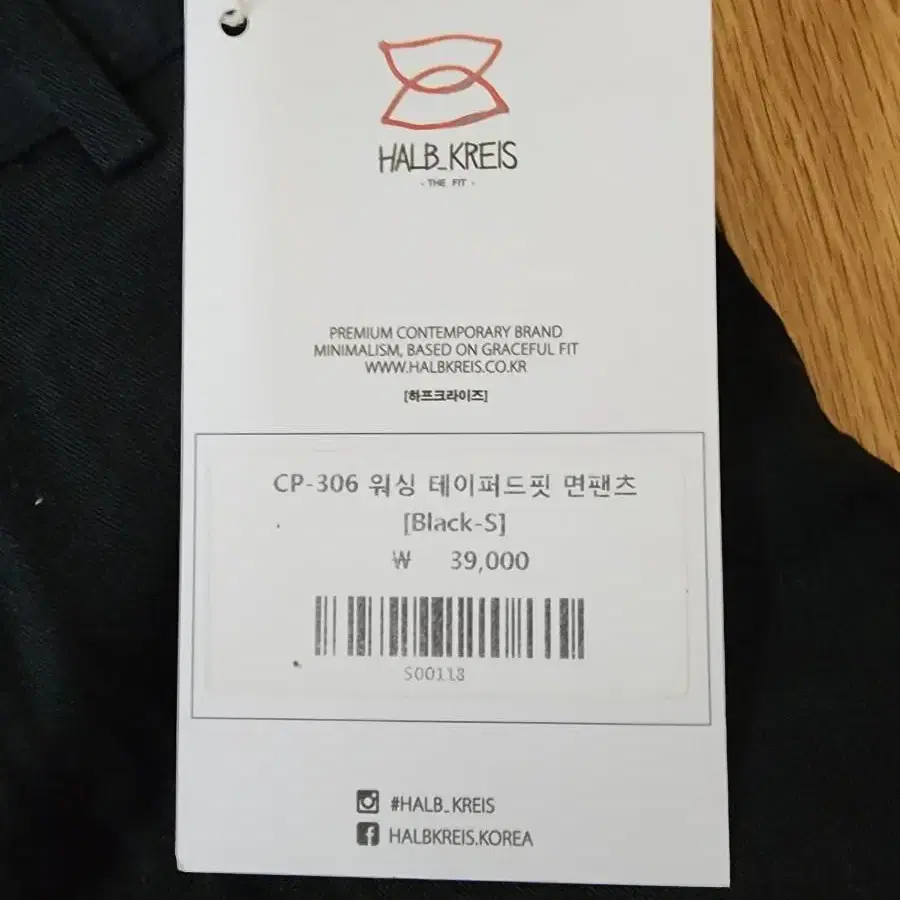 HALB_KREIS
- THE FIT -
PREMIUM CONTEMPORARY BRAND
MINIMALISM, BASED ON GRACEFUL FIT
WWW.HALBKREIS.CO.KR
[하프크라이즈]
CP-306 워싱 테이퍼드핏 면팬츠
[Black-S]
₩ 39,000
S00113
#HALB_KREIS
HALBKREIS.KOREA